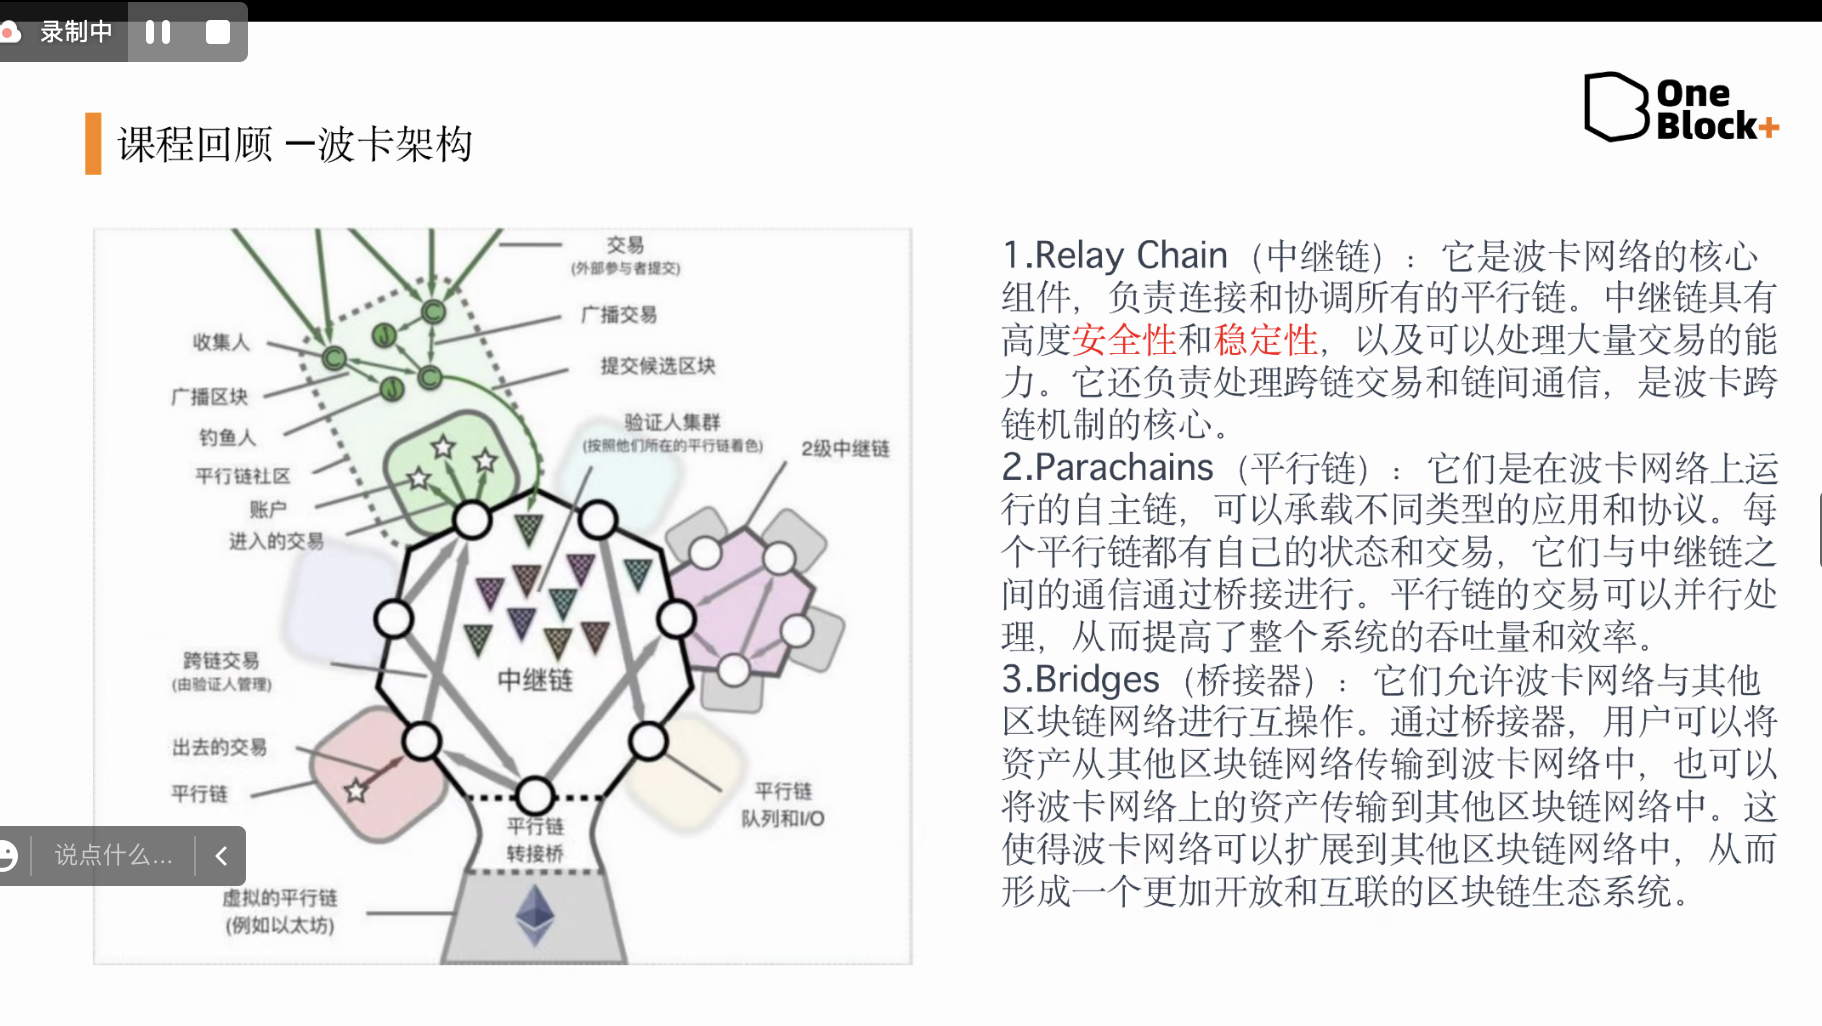 录制中
One
Block+
课程回顾 —波卡架构
交易
(外部参与者提交)
广播交易
收集人
提交候选区块
广播区块
钓鱼人
验证人集群
(按照他们所在的平行链着色)
2级中继链
平行链社区
账户
进入的交易
C
J
C
C
J
跨链交易
(由验证人管理)
中继链
出去的交易
平行链
平行链
队列和I/O
平行链
转接桥
说点什么...
虚拟的平行链
(例如以太坊)
1.Relay Chain（中继链）：它是波卡网络的核心
组件，负责连接和协调所有的平行链。中继链具有
高度安全性和稳定性，以及可以处理大量交易的能
力。它还负责处理跨链交易和链间通信，是波卡跨
链机制的核心。
2.Parachains（平行链）：它们是在波卡网络上运
行的自主链，可以承载不同类型的应用和协议。每
个平行链都有自己的状态和交易，它们与中继链之
间的通信通过桥接进行。平行链的交易可以并行处
理，从而提高了整个系统的吞吐量和效率。
3.Bridges（桥接器）：它们允许波卡网络与其他
区块链网络进行互操作。通过桥接器，用户可以将
资产从其他区块链网络传输到波卡网络中，也可以
将波卡网络上的资产传输到其他区块链网络中。这
使得波卡网络可以扩展到其他区块链网络中，从而
形成一个更加开放和互联的区块链生态系统。